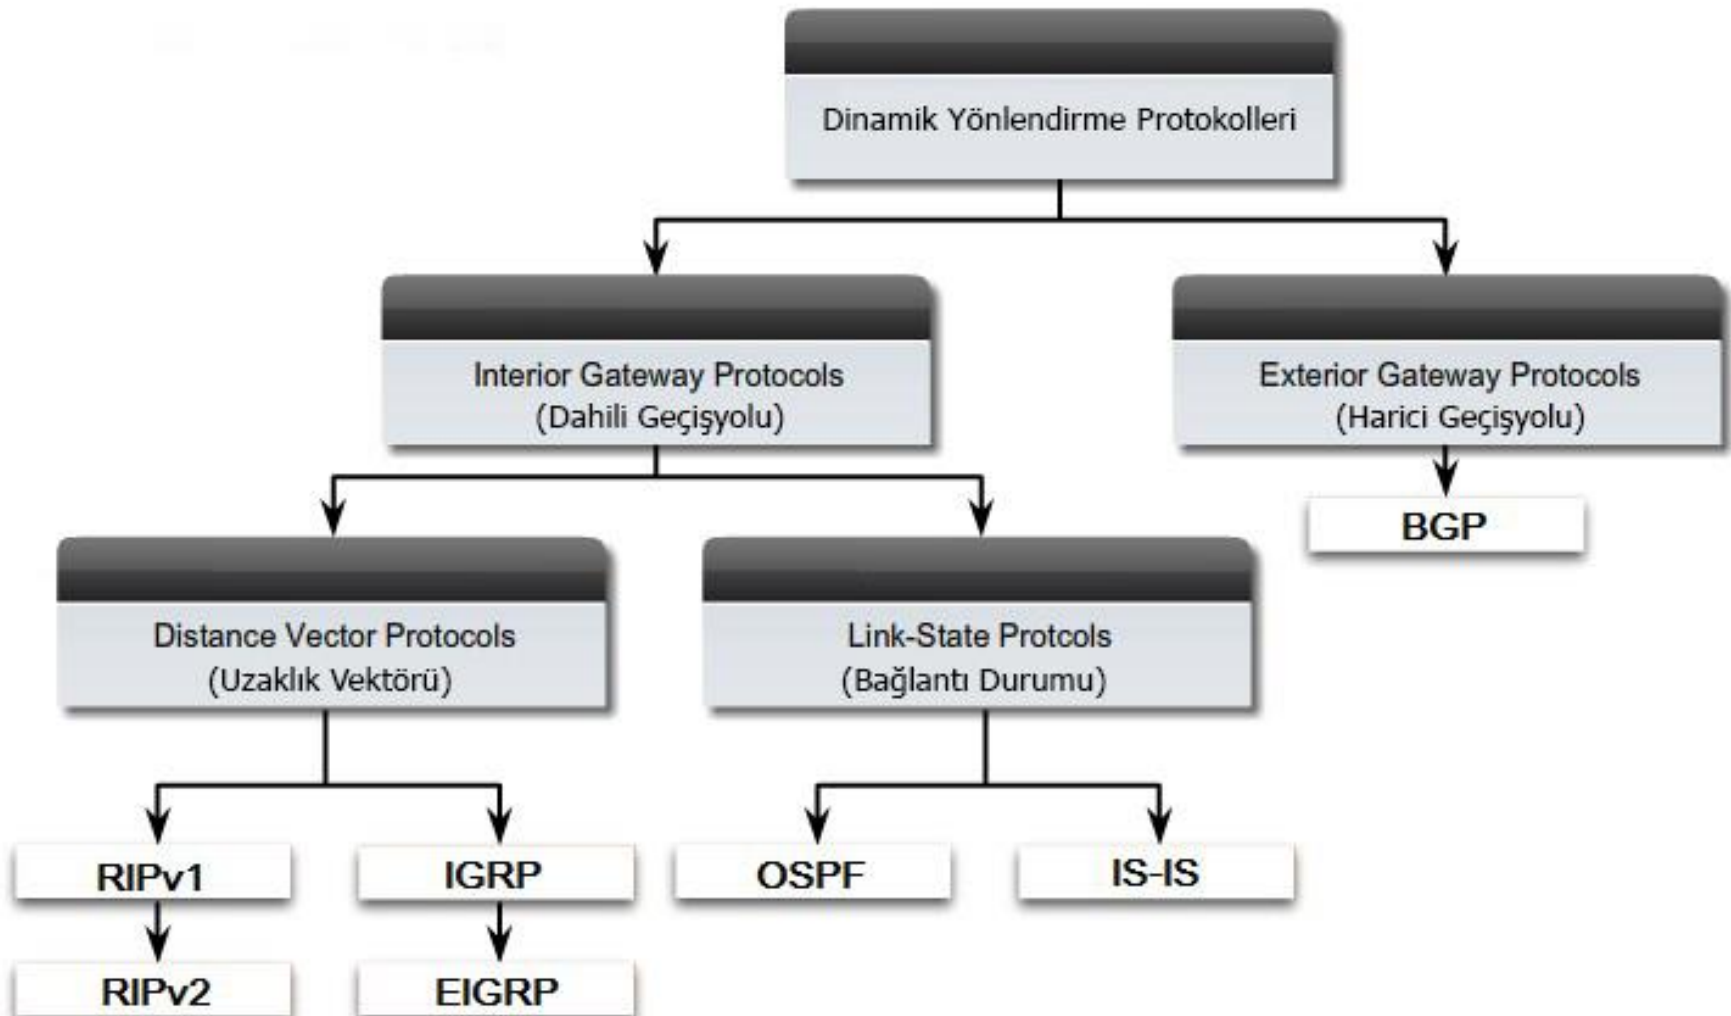 Dinamik Yönlendirme Protokolleri
Interior Gateway Protocols
(Dahili Geçişyolu)
Exterior Gateway Protocols
(Harici Geçişyolu)
BGP
Distance Vector Protocols
(Uzaklık Vektörü)
Link-State Protcols
(Bağlantı Durumu)
RIPv1
IGRP
OSPF
IS-IS
RIPv2
EIGRP